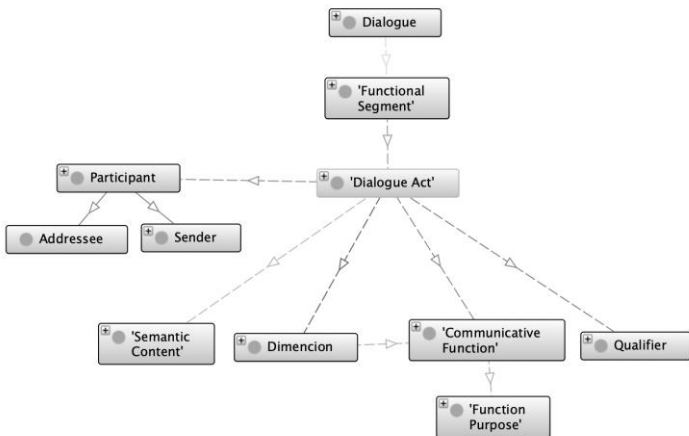 Dialogue
'Functional
Segment'
Participant
'Dialogue Act'
Addressee
Sender
'Semantic
Content'
Dimencion
'Communicative
Function'
Qualifier
'Function
Purpose'